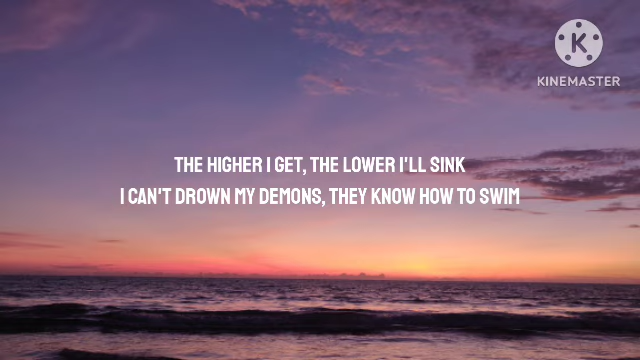 K
KINEMASTER
THE HIGHER I GET, THE LOWER I'LL SINK
I CAN'T DROWN MY DEMONS, THEY KNOW HOW TO SWIM